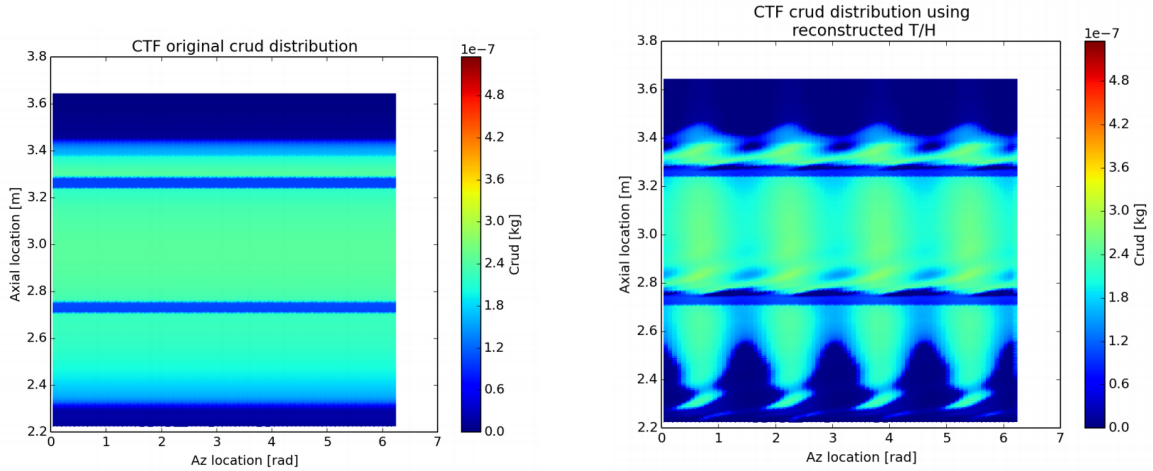 CTF original crud distribution
1e−7
3.8
3.6
3.4
3.2
3.0
2.8
2.6
2.4
2.2
Axial location [m]
0 1 2 3 4 5 6 7
Az location [rad]
4.8
4.2
3.6
3.0
2.4
1.8
1.2
0.6
0.0
Crud [kg]
CTF crud distribution using
reconstructed T/H
1e−7
3.8
3.6
3.4
3.2
3.0
2.8
2.6
2.4
2.2
Axial location [m]
0 1 2 3 4 5 6 7
Az location [rad]
4.8
4.2
3.6
3.0
2.4
1.8
1.2
0.6
0.0
Crud [kg]